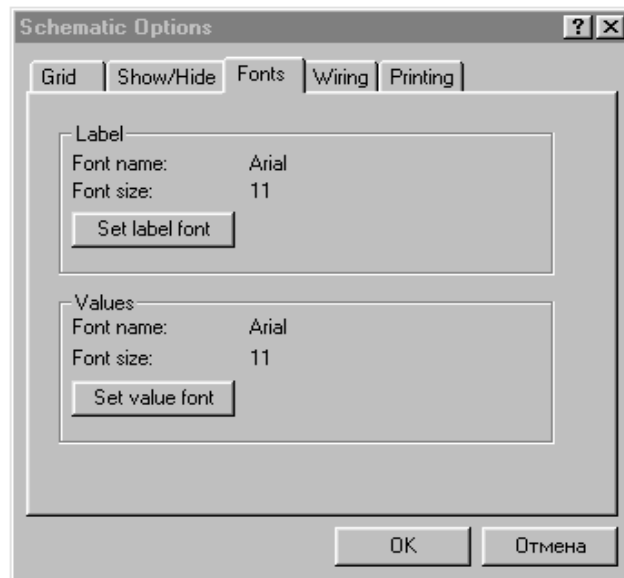 Schematic Options
Grid Show/Hide Fonts Wiring Printing
Label
Font name: Arial
Font size: 11
Set label font
Values
Font name: Arial
Font size: 11
Set value font
OK Отмена